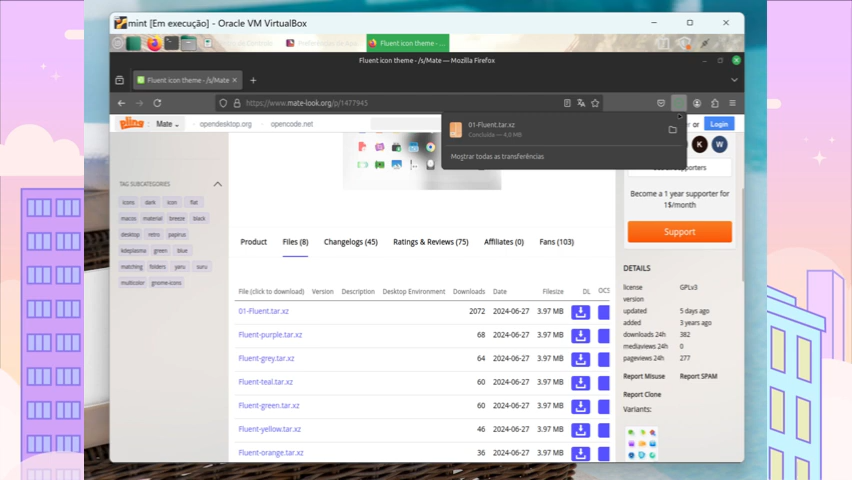 mint [Em execução] - Oracle VM VirtualBox
Fluent icon theme - ...
Fluent icon theme - /s/Mate — Mozilla Firefox
Fluent icon theme - /s/Mate
https://www.mate-look.org/p/1477945
01-Fluent.tar.xz
Concluída — 4,0 MB
Mostrar todas as transferências
pling
Mate
opendesktop.org
opencode.net
or
Login
K
W
Become a 1 year supporter for
1$/month
Support
TAG SUBCATEGORIES
icons
dark
icon
flat
macos
material
breeze
black
desktop
retro
papirus
kdeplasma
green
blue
matching
folders
yaru
suru
multicolor
gnome-icons
Product
Files (8)
Changelogs (45)
Ratings & Reviews (75)
Affiliates (0)
Fans (103)
File (click to download) Version Description Desktop Environment Downloads Date Filesize DL OCS
01-Fluent.tar.xz 2072 2024-06-27 3.97 MB
Fluent-purple.tar.xz 68 2024-06-27 3.97 MB
Fluent-grey.tar.xz 64 2024-06-27 3.97 MB
Fluent-teal.tar.xz 60 2024-06-27 3.97 MB
Fluent-green.tar.xz 60 2024-06-27 3.97 MB
Fluent-yellow.tar.xz 46 2024-06-27 3.97 MB
Fluent-orange.tar.xz 36 2024-06-27 3.97 MB
DETAILS
license GPLv3
version
updated 5 days ago
added 3 years ago
downloads 24h 382
mediaviews 24h 0
pageviews 24h 277
Report Misuse
Report SPAM
Report Clone
Variants: